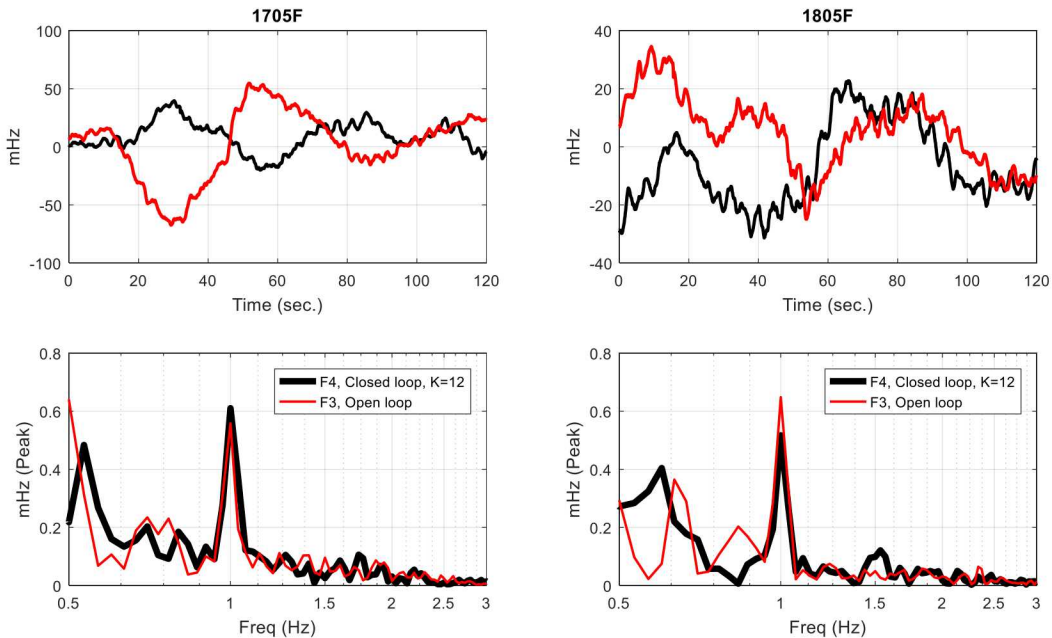 1705F
100
50
0
-50
-100
mHz
0 20 40 60 80 100 120
Time (sec.)
1805F
40
20
0
-20
-40
mHz
0 20 40 60 80 100 120
Time (sec.)
0.8
0.6
0.4
0.2
0
mHz (Peak)
F4, Closed loop, K=12
F3, Open loop
0.5 1 1.5 2 2.5 3
Freq (Hz)
0.8
0.6
0.4
0.2
0
mHz (Peak)
F4, Closed loop, K=12
F3, Open loop
0.5 1 1.5 2 2.5 3
Freq (Hz)